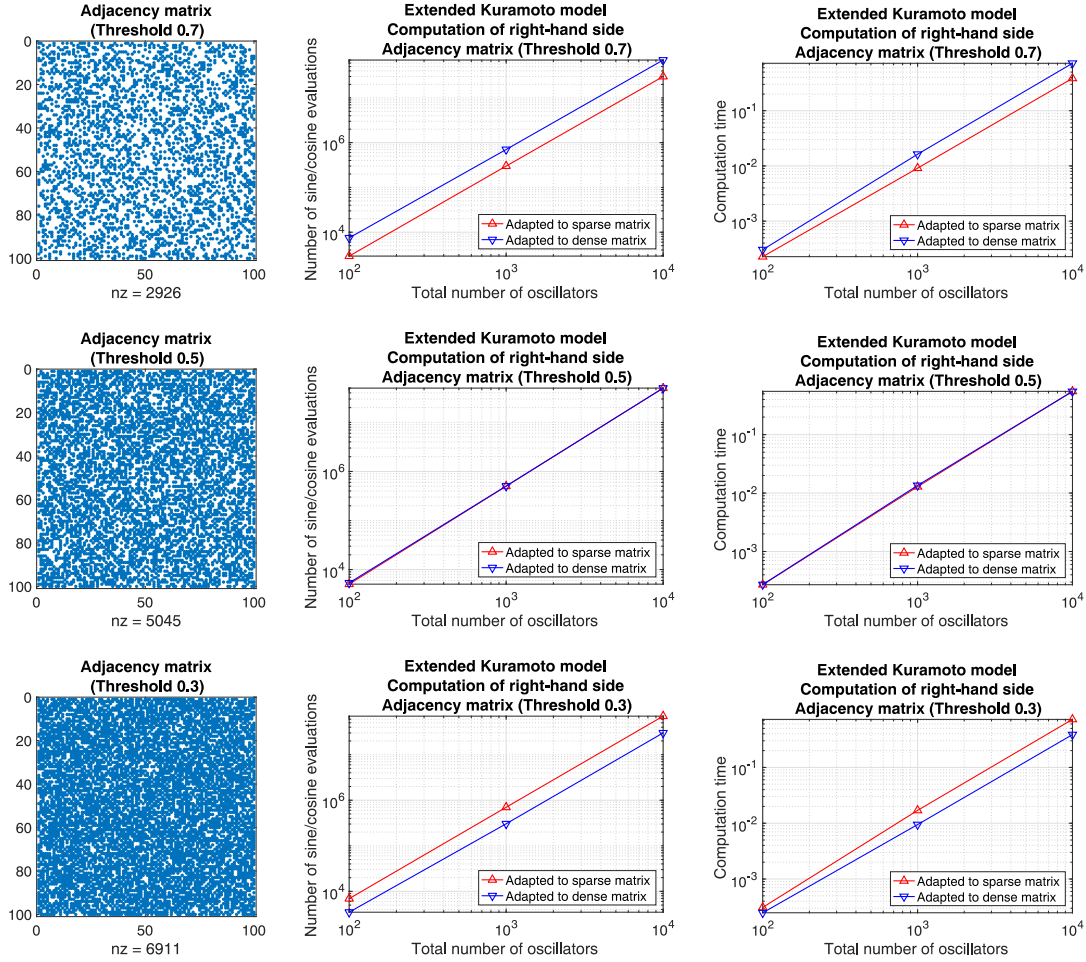 Adjacency matrix
(Threshold 0.7)
0
20
40
60
80
100
0
50
100
nz = 2926
Extended Kuramoto model
Computation of right-hand side
Adjacency matrix (Threshold 0.7)
Number of sine/cosine evaluations
10^6
10^4
Adapted to sparse matrix
Adapted to dense matrix
10^2
10^3
10^4
Total number of oscillators
Extended Kuramoto model
Computation of right-hand side
Adjacency matrix (Threshold 0.7)
Computation time
10^-1
10^-2
10^-3
Adapted to sparse matrix
Adapted to dense matrix
10^2
10^3
10^4
Total number of oscillators
Adjacency matrix
(Threshold 0.5)
0
20
40
60
80
100
0
50
100
nz = 5045
Extended Kuramoto model
Computation of right-hand side
Adjacency matrix (Threshold 0.5)
Number of sine/cosine evaluations
10^6
10^4
Adapted to sparse matrix
Adapted to dense matrix
10^2
10^3
10^4
Total number of oscillators
Extended Kuramoto model
Computation of right-hand side
Adjacency matrix (Threshold 0.5)
Computation time
10^-1
10^-2
10^-3
Adapted to sparse matrix
Adapted to dense matrix
10^2
10^3
10^4
Total number of oscillators
Adjacency matrix
(Threshold 0.3)
0
20
40
60
80
100
0
50
100
nz = 6911
Extended Kuramoto model
Computation of right-hand side
Adjacency matrix (Threshold 0.3)
Number of sine/cosine evaluations
10^6
10^4
Adapted to sparse matrix
Adapted to dense matrix
10^2
10^3
10^4
Total number of oscillators
Extended Kuramoto model
Computation of right-hand side
Adjacency matrix (Threshold 0.3)
Computation time
10^-1
10^-2
10^-3
Adapted to sparse matrix
Adapted to dense matrix
10^2
10^3
10^4
Total number of oscillators